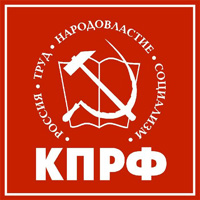 РОССИЯ · ТРУД · НАРОДОВЛАСТИЕ · СОЦИАЛИЗМ ·
КПРФ